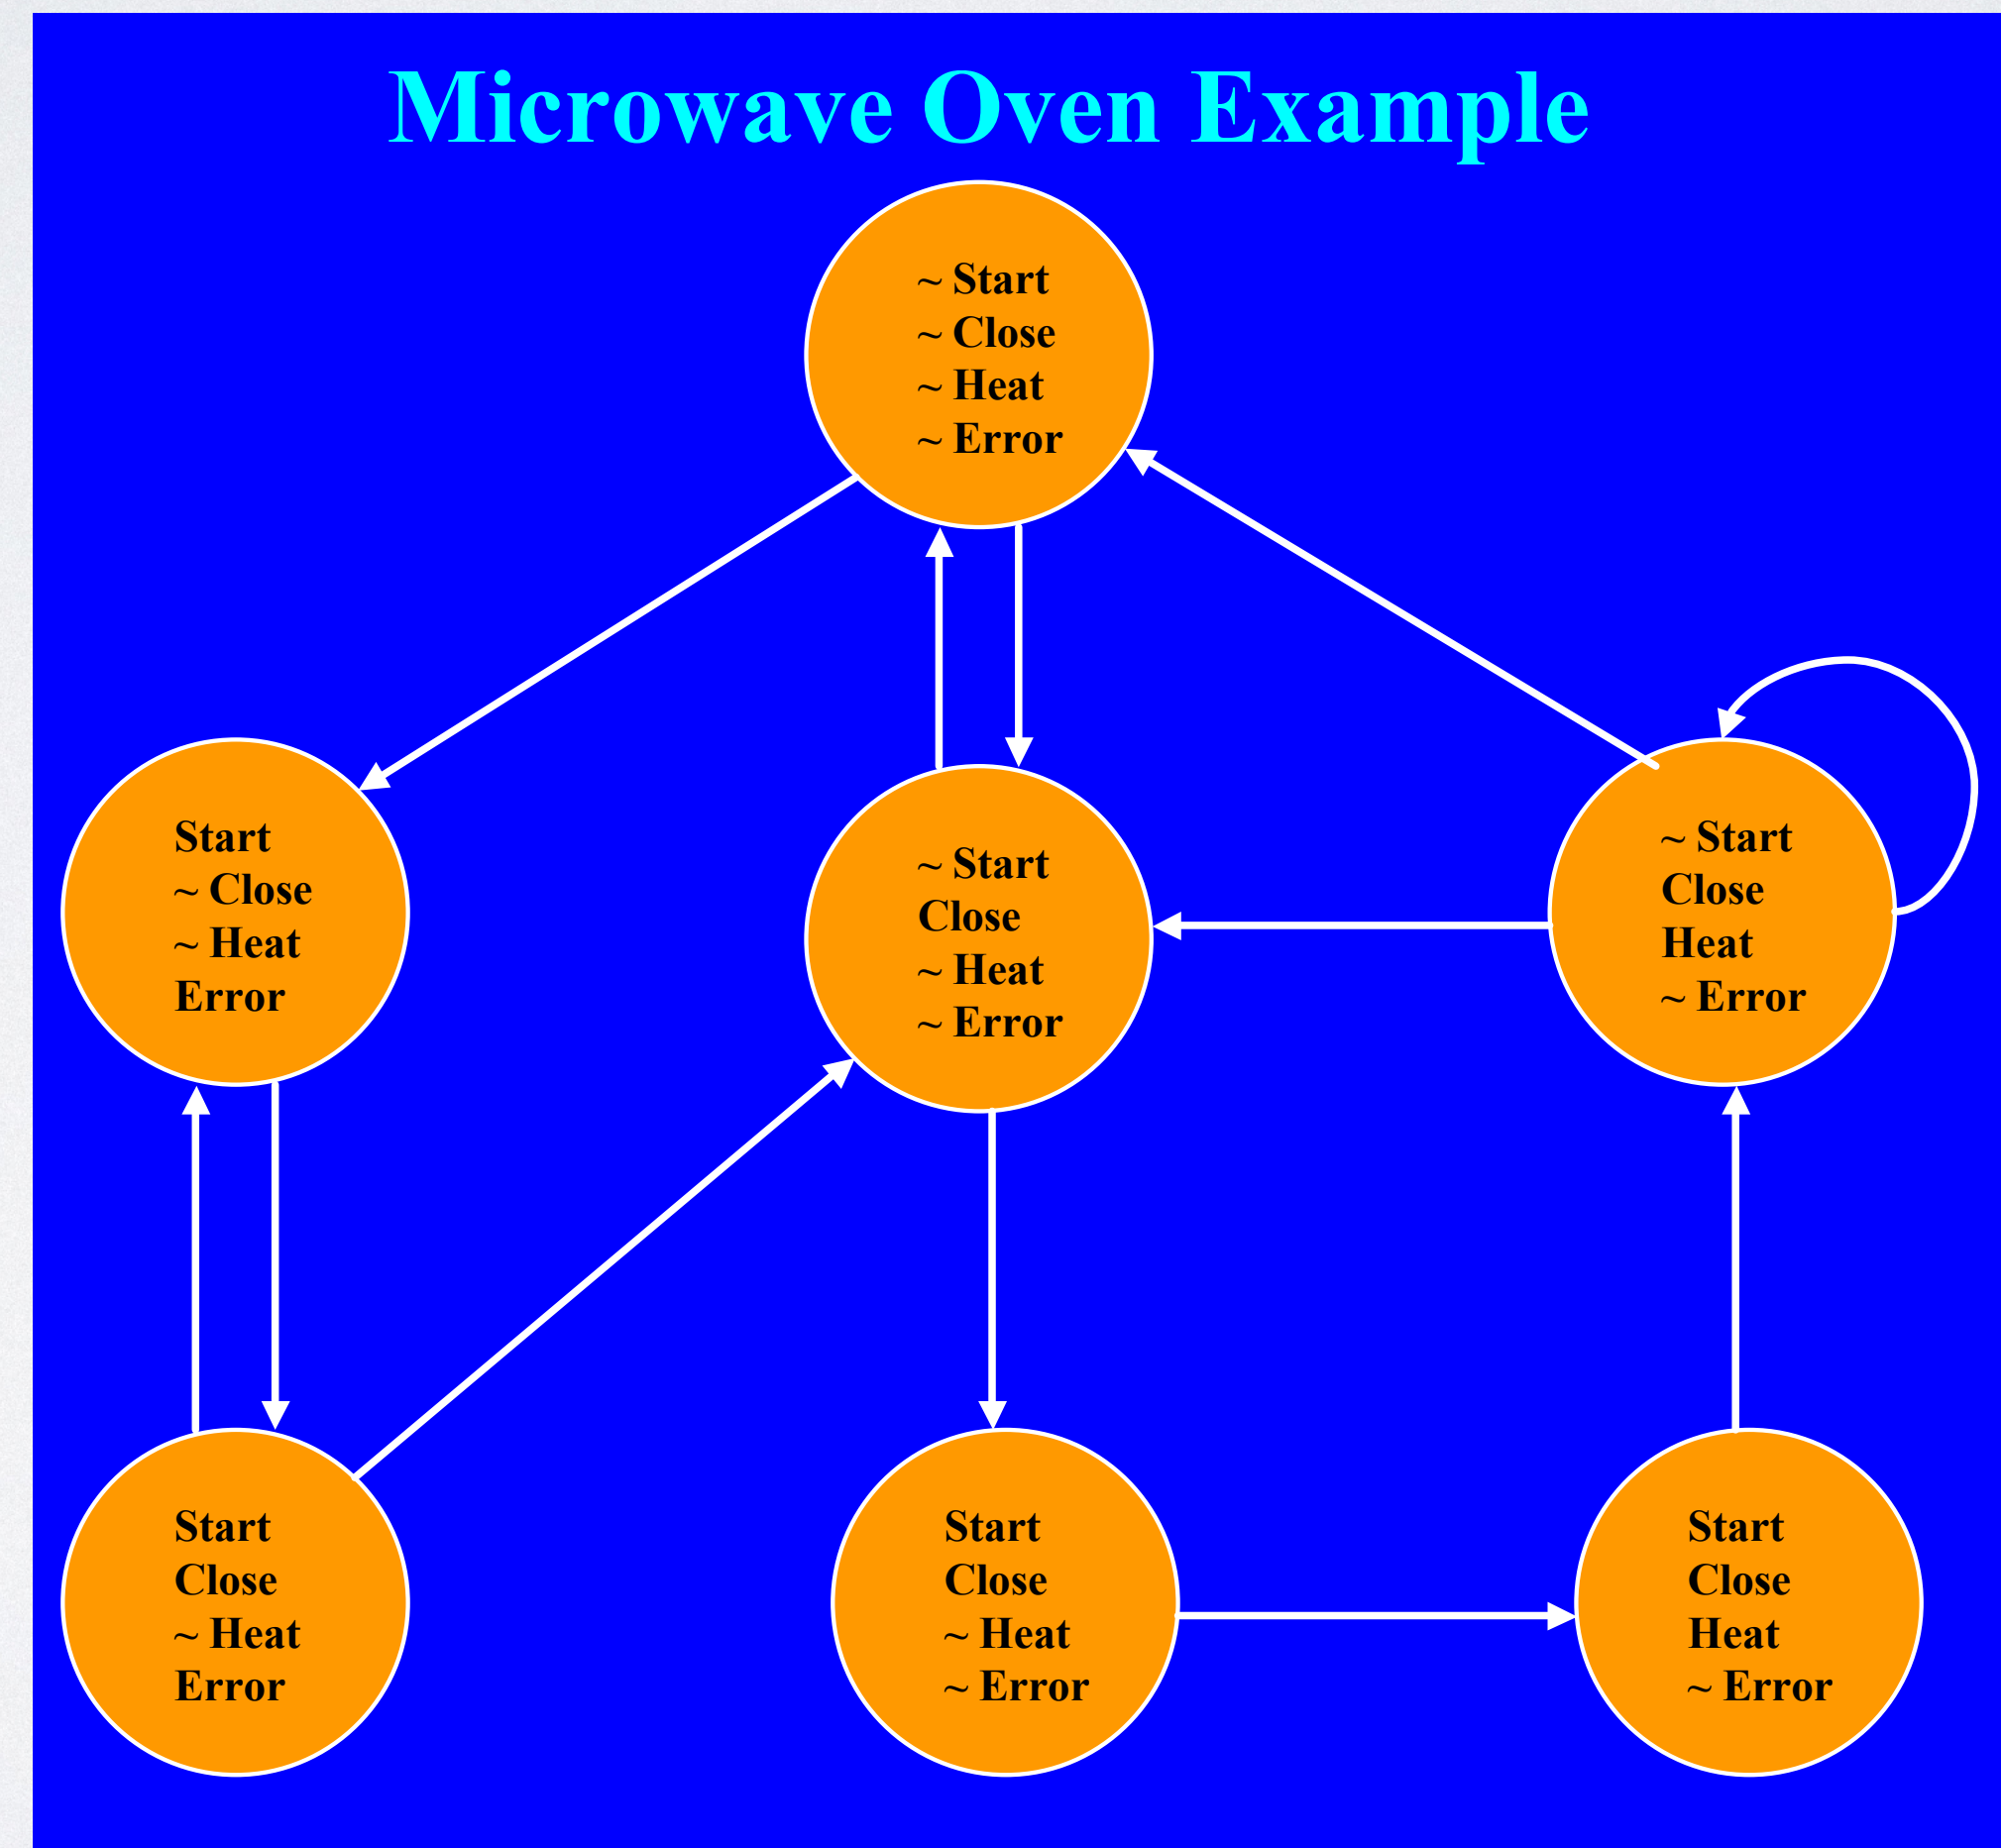 Microwave Oven Example
~ Start
~ Close
~ Heat
~ Error
Start
~ Close
~ Heat
Error
~ Start
Close
~ Heat
~ Error
~ Start
Close
Heat
~ Error
Start
Close
~ Heat
Error
Start
Close
~ Heat
~ Error
Start
Close
Heat
~ Error